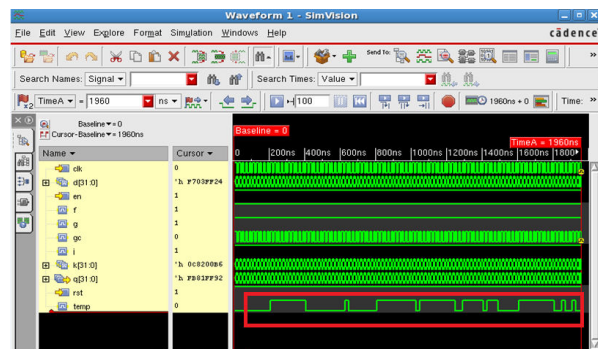 Waveform 1 - SimVision
File Edit View Explore Format Simulation Windows Help
cādence
Send to:
Search Names: Signal
Search Times: Value
TimeA = 1960 ns
100
1960ns + 0
Time:
Baseline = 0
Cursor-Baseline = 1960ns
Baseline = 0
TimeA = 1960ns
Name Cursor
0 200ns 400ns 600ns 800ns 1000ns 1200ns 1400ns 1600ns 1800
clk 0
d[31:0] 'h F703FF24
en 1
f 1
g 1
gc 0
i 1
k[31:0] 'h 0C8200B6
q[31:0] 'h FB81FF92
rst 1
temp 0